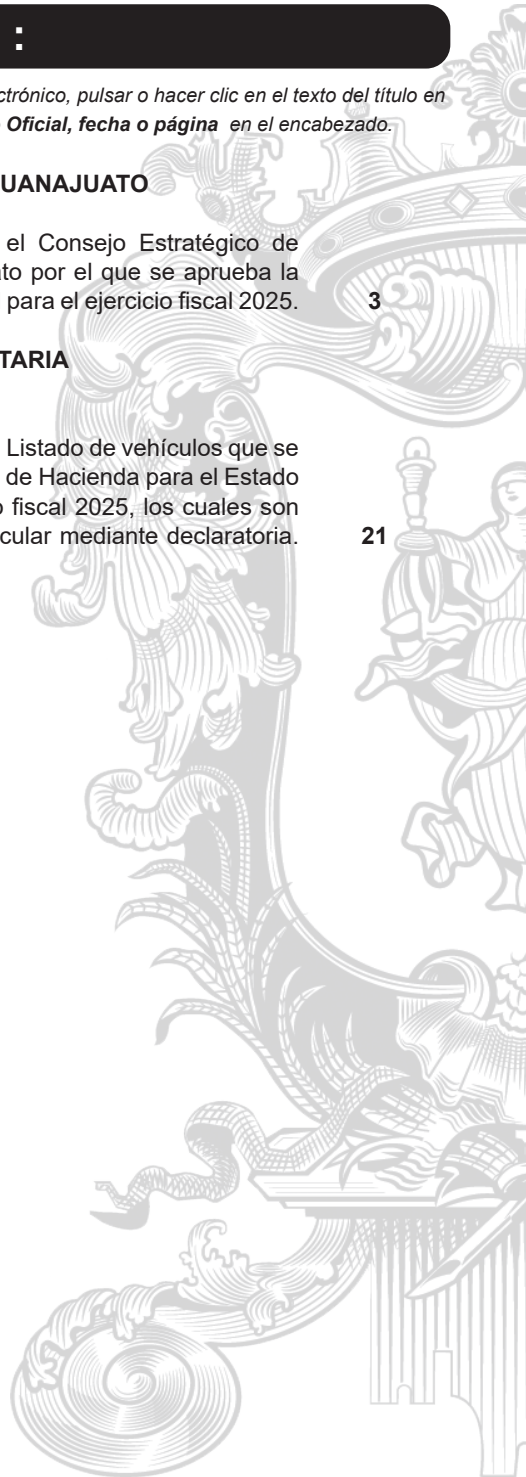 :
ctrónico, pulsar o hacer clic en el texto del título en
Oficial, fecha o página en el encabezado.
UANAJUATO
el Consejo Estratégico de
ato por el que se aprueba la
para el ejercicio fiscal 2025. 3
TARIA
Listado de vehículos que se
de Hacienda para el Estado
o fiscal 2025, los cuales son
cular mediante declaratoria. 21